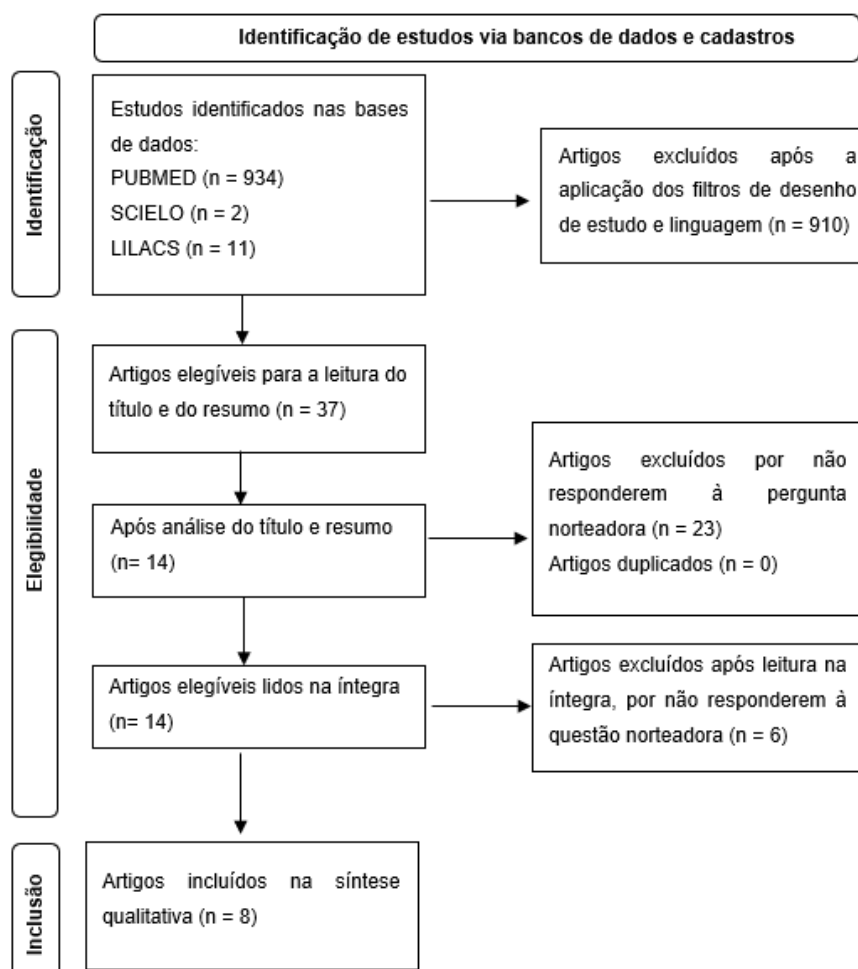 Identificação de estudos via bancos de dados e cadastros
Identificação
Estudos identificados nas bases
de dados:
PUBMED (n = 934)
SCIELO (n = 2)
LILACS (n = 11)
Artigos excluídos após a
aplicação dos filtros de desenho
de estudo e linguagem (n = 910)
Elegibilidade
Artigos elegíveis para a leitura do
título e do resumo (n = 37)
Após análise do título e resumo
(n= 14)
Artigos excluídos por não
responderem à pergunta
norteadora (n = 23)
Artigos duplicados (n = 0)
Artigos elegíveis lidos na íntegra
(n= 14)
Artigos excluídos após leitura na
íntegra, por não responderem à
questão norteadora (n = 6)
Inclusão
Artigos incluídos na síntese
qualitativa (n = 8)